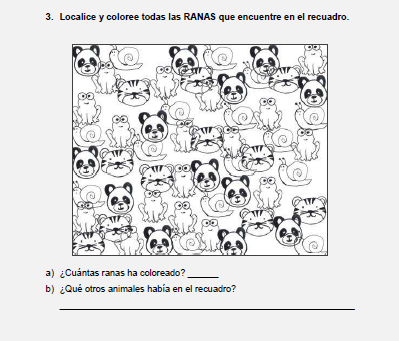 3. Localice y coloree todas las RANAS que encuentre en el recuadro.
a) ¿Cuántas ranas ha coloreado? ______
b) ¿Qué otros animales había en el recuadro?